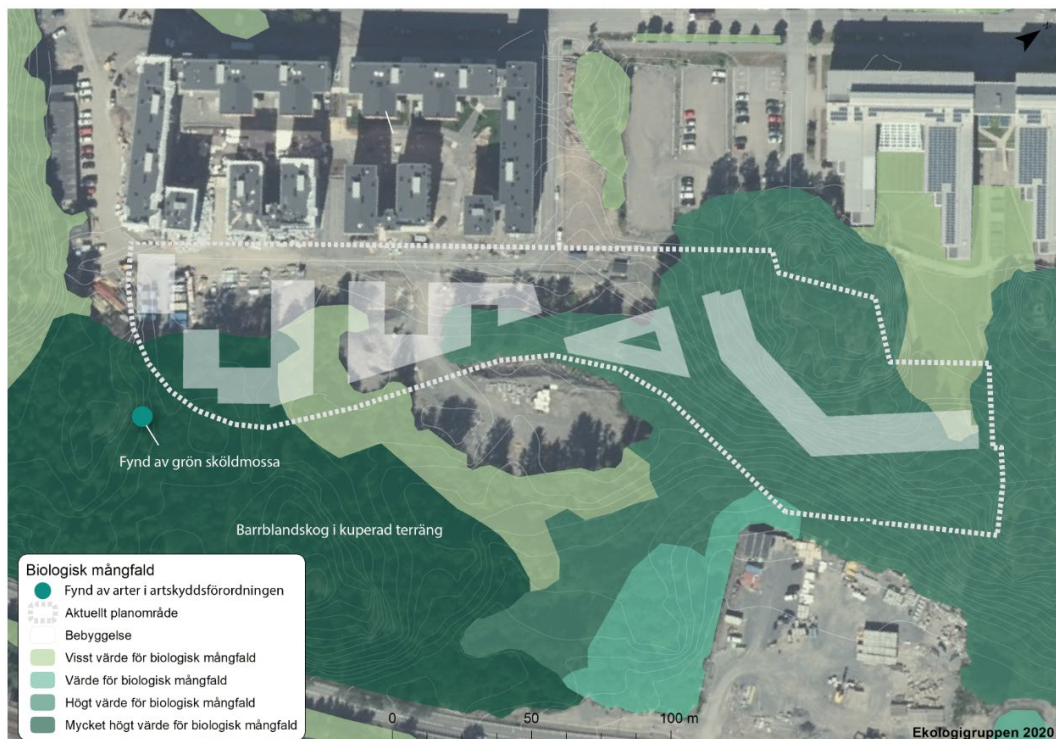 Fynd av grön sköldmossa
Barrblandskog i kuperad terräng
Biologisk mångfald
Fynd av arter i artskyddsförordningen
Aktuellt planområde
Bebyggelse
Visst värde för biologisk mångfald
Värde för biologisk mångfald
Högt värde för biologisk mångfald
Mycket högt värde för biologisk mångfald
0 50 100 m
Ekologigruppen 2020